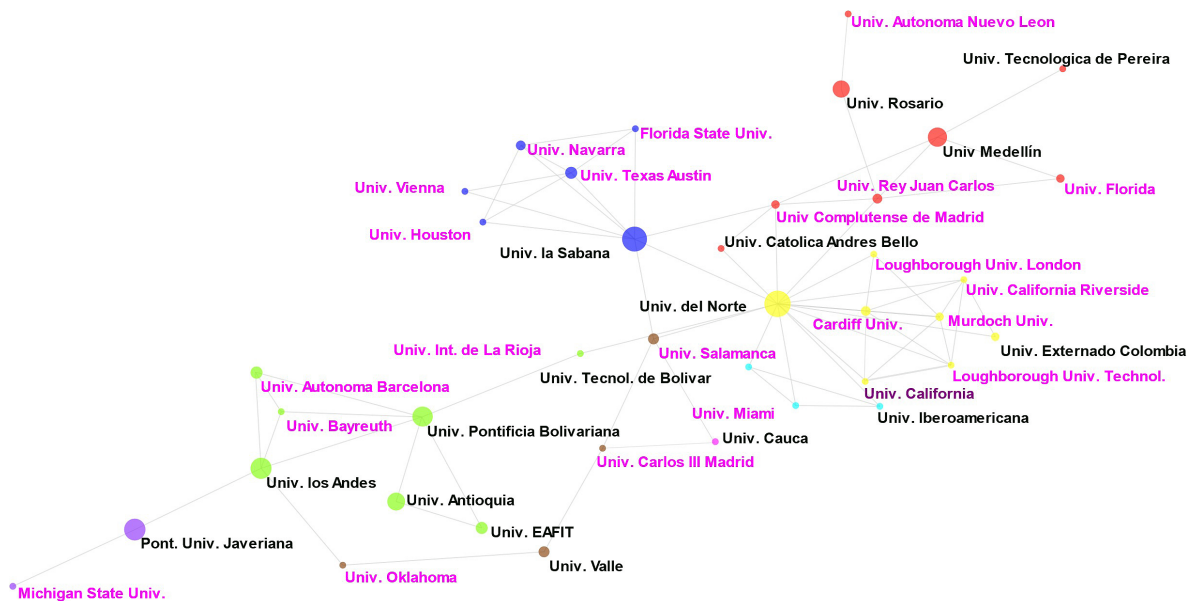 Univ. Autonoma Nuevo Leon
Univ. Tecnologica de Pereira
Univ. Rosario
Florida State Univ.
Univ. Navarra
Univ Medellín
Univ. Texas Austin
Univ. Vienna
Univ. Rey Juan Carlos
Univ. Florida
Univ Complutense de Madrid
Univ. Houston
Univ. Catolica Andres Bello
Univ. la Sabana
Loughborough Univ. London
Univ. California Riverside
Univ. del Norte
Cardiff Univ.
Murdoch Univ.
Univ. Int. de La Rioja
Univ. Salamanca
Univ. Externado Colombia
Univ. Tecnol. de Bolivar
Loughborough Univ. Technol.
Univ. Autonoma Barcelona
Univ. California
Univ. Miami
Univ. Iberoamericana
Univ. Bayreuth
Univ. Pontificia Bolivariana
Univ. Cauca
Univ. Carlos III Madrid
Univ. los Andes
Univ. Antioquia
Univ. EAFIT
Pont. Univ. Javeriana
Univ. Valle
Univ. Oklahoma
Michigan State Univ.